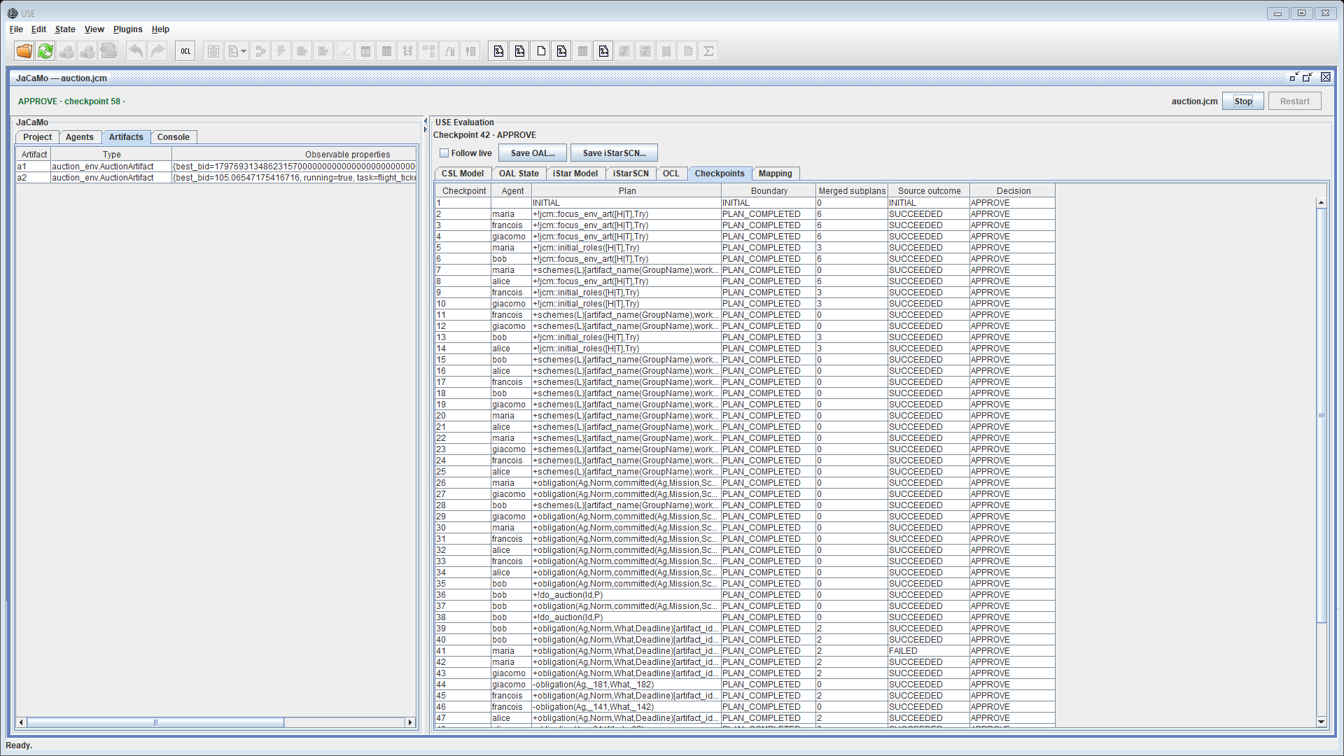 USE
File Edit State View Plugins Help
OCL
JaCaMo — auction.jcm
APPROVE · checkpoint 58 ·
auction.jcm Stop Restart
JaCaMo
Project Agents Artifacts Console
Artifact Type Observable properties
a1 auction_env.AuctionArtifact
a2 auction_env.AuctionArtifact {best_bid=105.06547175416716, running=true, task=flight_ticke
USE Evaluation
Checkpoint 42 · APPROVE
Follow live Save OAL... Save iStarSCN...
CSL Model OAL State iStar Model iStarSCN OCL Checkpoints Mapping
Checkpoint Agent Plan Boundary Merged subplans Source outcome Decision
1 INITIAL INITIAL 0 INITIAL APPROVE
2 maria +!jcm::focus_env_art([H|T],Try) PLAN_COMPLETED 6 SUCCEEDED APPROVE
3 francois +!jcm::focus_env_art([H|T],Try) PLAN_COMPLETED 6 SUCCEEDED APPROVE
4 giacomo +!jcm::focus_env_art([H|T],Try) PLAN_COMPLETED 6 SUCCEEDED APPROVE
5 maria +!jcm::initial_roles([H|T],Try) PLAN_COMPLETED 3 SUCCEEDED APPROVE
6 bob +!jcm::focus_env_art([H|T],Try) PLAN_COMPLETED 6 SUCCEEDED APPROVE
7 maria +schemes(L)[artifact_name(GroupName),work... PLAN_COMPLETED 0 SUCCEEDED APPROVE
8 alice +!jcm::focus_env_art([H|T],Try) PLAN_COMPLETED 6 SUCCEEDED APPROVE
9 francois +!jcm::initial_roles([H|T],Try) PLAN_COMPLETED 3 SUCCEEDED APPROVE
10 giacomo +!jcm::initial_roles([H|T],Try) PLAN_COMPLETED 3 SUCCEEDED APPROVE
11 francois +schemes(L)[artifact_name(GroupName),work... PLAN_COMPLETED 0 SUCCEEDED APPROVE
12 giacomo +schemes(L)[artifact_name(GroupName),work... PLAN_COMPLETED 0 SUCCEEDED APPROVE
13 bob +!jcm::initial_roles([H|T],Try) PLAN_COMPLETED 3 SUCCEEDED APPROVE
14 alice +!jcm::initial_roles([H|T],Try) PLAN_COMPLETED 3 SUCCEEDED APPROVE
15 bob +schemes(L)[artifact_name(GroupName),work... PLAN_COMPLETED 0 SUCCEEDED APPROVE
16 alice +schemes(L)[artifact_name(GroupName),work... PLAN_COMPLETED 0 SUCCEEDED APPROVE
17 francois +schemes(L)[artifact_name(GroupName),work... PLAN_COMPLETED 0 SUCCEEDED APPROVE
18 bob +schemes(L)[artifact_name(GroupName),work... PLAN_COMPLETED 0 SUCCEEDED APPROVE
19 giacomo +schemes(L)[artifact_name(GroupName),work... PLAN_COMPLETED 0 SUCCEEDED APPROVE
20 maria +schemes(L)[artifact_name(GroupName),work... PLAN_COMPLETED 0 SUCCEEDED APPROVE
21 alice +schemes(L)[artifact_name(GroupName),work... PLAN_COMPLETED 0 SUCCEEDED APPROVE
22 maria +schemes(L)[artifact_name(GroupName),work... PLAN_COMPLETED 0 SUCCEEDED APPROVE
23 giacomo +schemes(L)[artifact_name(GroupName),work... PLAN_COMPLETED 0 SUCCEEDED APPROVE
24 francois +schemes(L)[artifact_name(GroupName),work... PLAN_COMPLETED 0 SUCCEEDED APPROVE
25 alice +schemes(L)[artifact_name(GroupName),work... PLAN_COMPLETED 0 SUCCEEDED APPROVE
26 maria +obligation(Ag,Norm,committed(Ag,Mission,Sc... PLAN_COMPLETED 0 SUCCEEDED APPROVE
27 giacomo +obligation(Ag,Norm,committed(Ag,Mission,Sc... PLAN_COMPLETED 0 SUCCEEDED APPROVE
28 bob +schemes(L)[artifact_name(GroupName),work... PLAN_COMPLETED 0 SUCCEEDED APPROVE
29 giacomo +obligation(Ag,Norm,committed(Ag,Mission,Sc... PLAN_COMPLETED 0 SUCCEEDED APPROVE
30 maria +obligation(Ag,Norm,committed(Ag,Mission,Sc... PLAN_COMPLETED 0 SUCCEEDED APPROVE
31 francois +obligation(Ag,Norm,committed(Ag,Mission,Sc... PLAN_COMPLETED 0 SUCCEEDED APPROVE
32 alice +obligation(Ag,Norm,committed(Ag,Mission,Sc... PLAN_COMPLETED 0 SUCCEEDED APPROVE
33 francois +obligation(Ag,Norm,committed(Ag,Mission,Sc... PLAN_COMPLETED 0 SUCCEEDED APPROVE
34 alice +obligation(Ag,Norm,committed(Ag,Mission,Sc... PLAN_COMPLETED 0 SUCCEEDED APPROVE
35 bob +obligation(Ag,Norm,committed(Ag,Mission,Sc... PLAN_COMPLETED 0 SUCCEEDED APPROVE
36 bob +!do_auction(Id,P) PLAN_COMPLETED 0 SUCCEEDED APPROVE
37 bob +obligation(Ag,Norm,committed(Ag,Mission,Sc... PLAN_COMPLETED 0 SUCCEEDED APPROVE
38 bob +!do_auction(Id,P) PLAN_COMPLETED 0 SUCCEEDED APPROVE
39 bob +obligation(Ag,Norm,What,Deadline)[artifact_id... PLAN_COMPLETED 2 SUCCEEDED APPROVE
40 bob +obligation(Ag,Norm,What,Deadline)[artifact_id... PLAN_COMPLETED 2 SUCCEEDED APPROVE
41 maria +obligation(Ag,Norm,What,Deadline)[artifact_id... PLAN_COMPLETED 2 FAILED APPROVE
42 maria +obligation(Ag,Norm,What,Deadline)[artifact_id... PLAN_COMPLETED 2 SUCCEEDED APPROVE
43 giacomo +obligation(Ag,Norm,What,Deadline)[artifact_id... PLAN_COMPLETED 2 SUCCEEDED APPROVE
44 giacomo -obligation(Ag,_181,What,_182) PLAN_COMPLETED 0 SUCCEEDED APPROVE
45 francois +obligation(Ag,Norm,What,Deadline)[artifact_id... PLAN_COMPLETED 2 SUCCEEDED APPROVE
46 francois -obligation(Ag,_141,What,_142) PLAN_COMPLETED 0 SUCCEEDED APPROVE
47 alice +obligation(Ag,Norm,What,Deadline)[artifact_id... PLAN_COMPLETED 2 SUCCEEDED APPROVE
Ready.